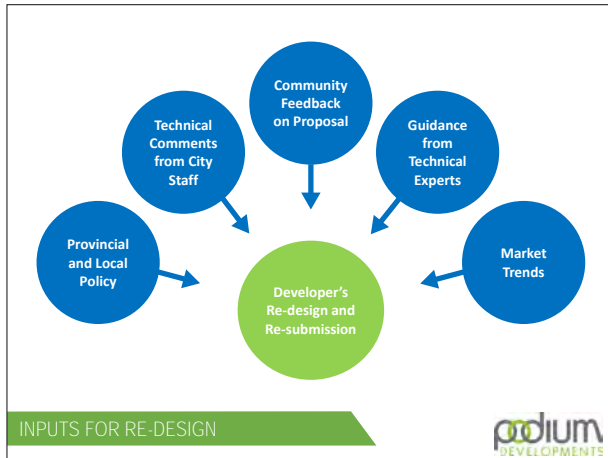 Community
Feedback
on Proposal
Technical
Comments
from City
Staff
Guidance
from
Technical
Experts
Provincial
and Local
Policy
Market
Trends
Developer's
Re-design and
Re-submission
INPUTS FOR RE-DESIGN
podium
DEVELOPMENTS